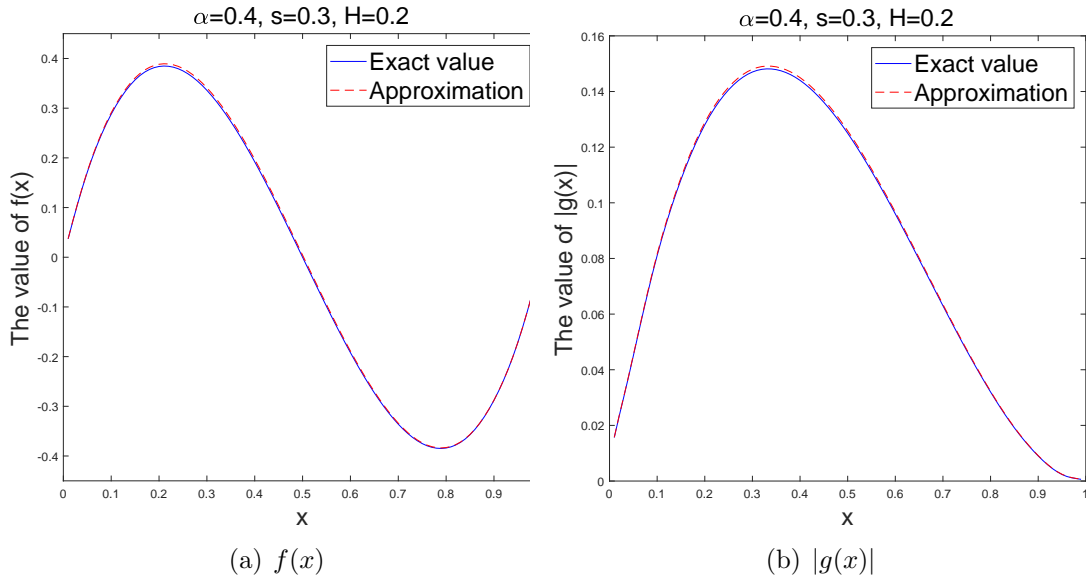 α=0.4, s=0.3, H=0.2
The value of f(x)
0.4
0.3
0.2
0.1
0
-0.1
-0.2
-0.3
-0.4
Exact value
Approximation
0 0.1 0.2 0.3 0.4 0.5 0.6 0.7 0.8 0.9
x
(a) f(x)
α=0.4, s=0.3, H=0.2
The value of |g(x)|
0.16
0.14
0.12
0.1
0.08
0.06
0.04
0.02
0
Exact value
Approximation
0 0.1 0.2 0.3 0.4 0.5 0.6 0.7 0.8 0.9 1
x
(b) |g(x)|